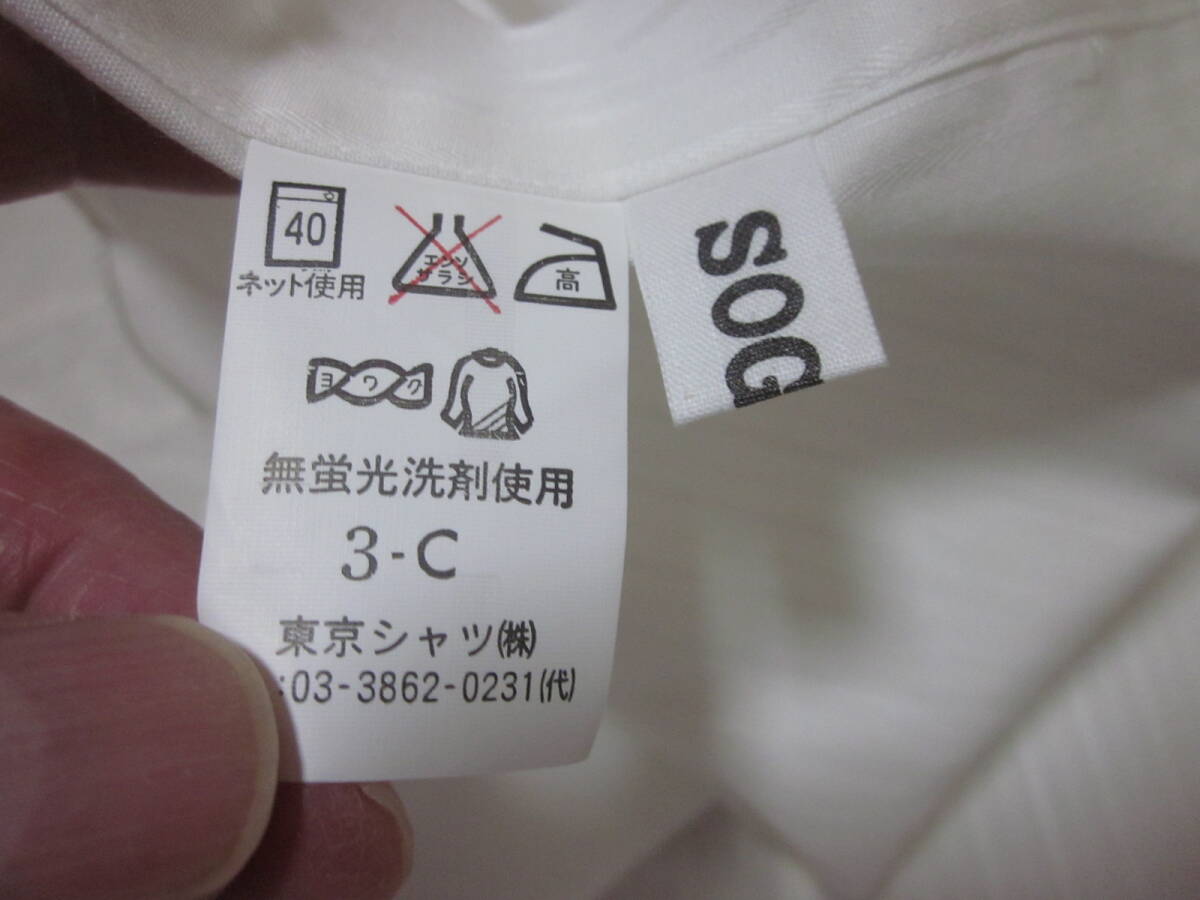 40
ネット使用
エンソ
サラシ
高
ヨワク
無蛍光洗剤使用
3-C
東京シャツ㈱
:03-3862-0231(代)
SOG